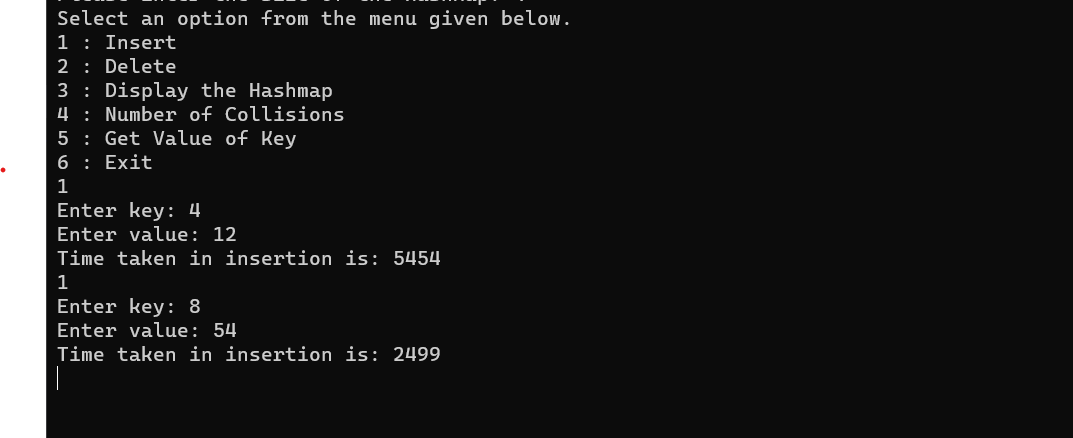 Select an option from the menu given below.
1 : Insert
2 : Delete
3 : Display the Hashmap
4 : Number of Collisions
5 : Get Value of Key
6 : Exit
1
Enter key: 4
Enter value: 12
Time taken in insertion is: 5454
1
Enter key: 8
Enter value: 54
Time taken in insertion is: 2499